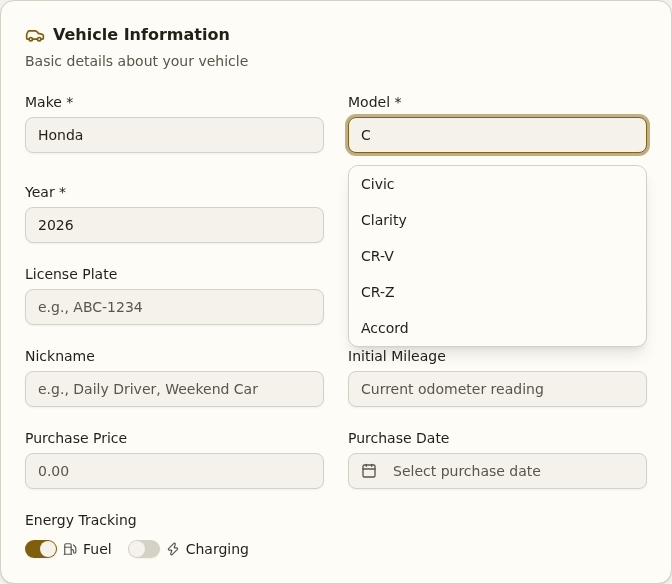 Vehicle Information
Basic details about your vehicle
Make *
Model *
Honda
C
Civic
Clarity
CR-V
CR-Z
Accord
Year *
2026
License Plate
e.g., ABC-1234
Nickname
Initial Mileage
e.g., Daily Driver, Weekend Car
Current odometer reading
Purchase Price
Purchase Date
0.00
Select purchase date
Energy Tracking
Fuel
Charging